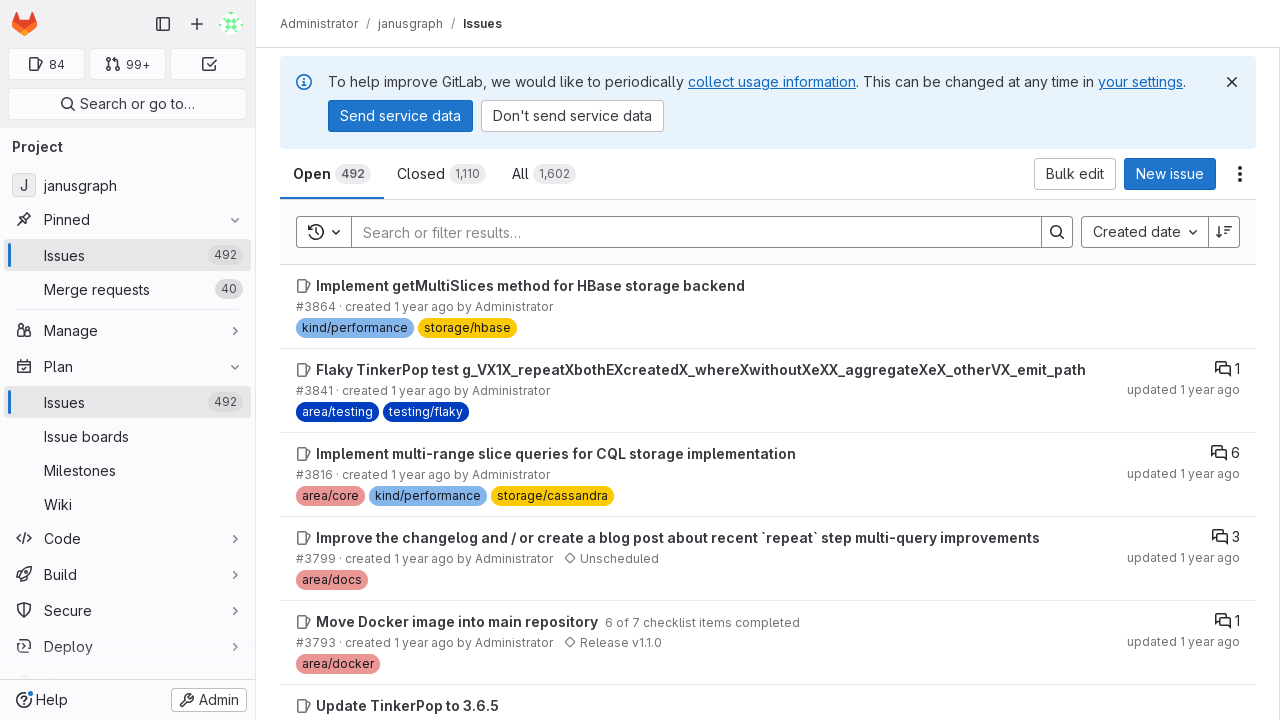 Administrator / janusgraph / Issues
84
99+
Search or go to…
Project
J janusgraph
Pinned
Issues 492
Merge requests 40
Manage
Plan
Issues 492
Issue boards
Milestones
Wiki
Code
Build
Secure
Deploy
Help
Admin
To help improve GitLab, we would like to periodically collect usage information. This can be changed at any time in your settings.
Send service data
Don't send service data
Open 492
Closed 1,110
All 1,602
Bulk edit
New issue
Search or filter results…
Created date
Implement getMultiSlices method for HBase storage backend
#3864 · created 1 year ago by Administrator
kind/performance storage/hbase
Flaky TinkerPop test g_VX1X_repeatXbothEXcreatedX_whereXwithoutXeXX_aggregateXeX_otherVX_emit_path
1
#3841 · created 1 year ago by Administrator
updated 1 year ago
area/testing testing/flaky
Implement multi-range slice queries for CQL storage implementation
6
#3816 · created 1 year ago by Administrator
updated 1 year ago
area/core kind/performance storage/cassandra
Improve the changelog and / or create a blog post about recent `repeat` step multi-query improvements
3
#3799 · created 1 year ago by Administrator Unscheduled
updated 1 year ago
area/docs
Move Docker image into main repository 6 of 7 checklist items completed
1
#3793 · created 1 year ago by Administrator Release v1.1.0
updated 1 year ago
area/docker
Update TinkerPop to 3.6.5